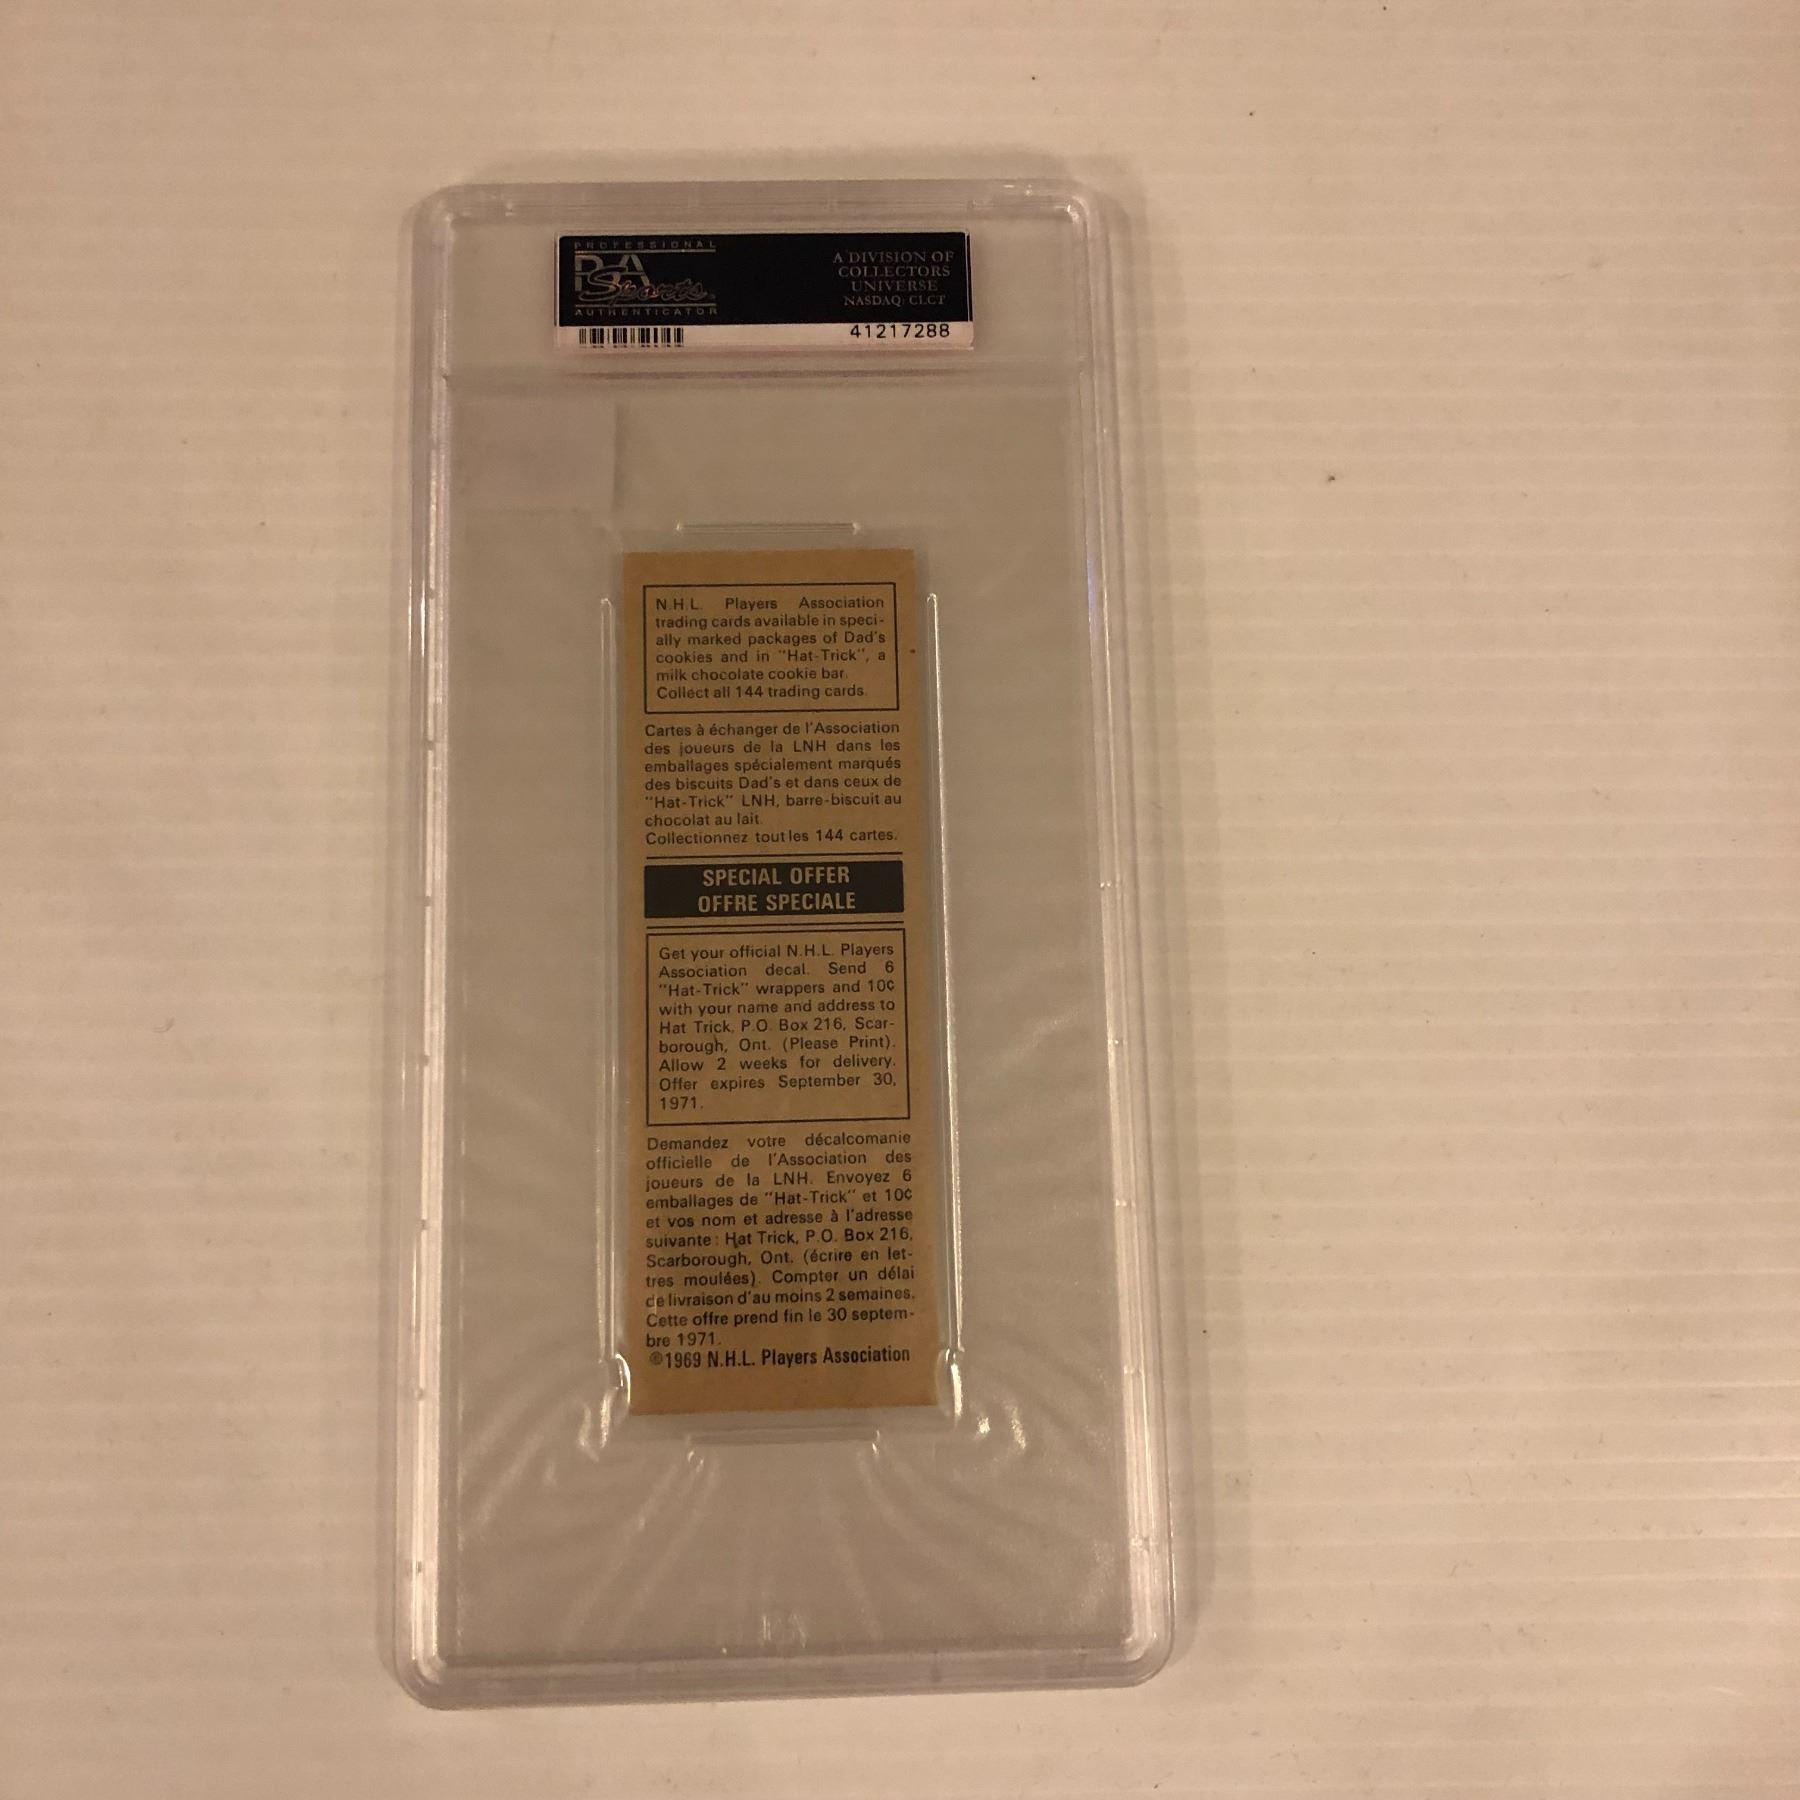 PROFESSIONAL
PSA
Sports
AUTHENTICATOR
A DIVISION OF
COLLECTORS
UNIVERSE
NASDAQ: CLCT
41217288
N.H.L. Players Association
trading cards available in speci-
ally marked packages of Dad's
cookies and in "Hat-Trick", a
milk chocolate cookie bar.
Collect all 144 trading cards.
Cartes à échanger de l'Association
des joueurs de la LNH dans les
emballages spécialement marqués
des biscuits Dad's et dans ceux de
"Hat-Trick" LNH, barre-biscuit au
chocolat au lait.
Collectionnez tout les 144 cartes.
SPECIAL OFFER
OFFRE SPECIALE
Get your official N.H.L. Players
Association decal. Send 6
"Hat-Trick" wrappers and 10¢
with your name and address to
Hat Trick, P.O. Box 216, Scar-
borough, Ont. (Please Print).
Allow 2 weeks for delivery.
Offer expires September 30,
1971.
Demandez votre décalcomanie
officielle de l'Association des
joueurs de la LNH. Envoyez 6
emballages de "Hat-Trick" et 10¢
et vos nom et adresse à l'adresse
suivante : Hat Trick, P.O. Box 216,
Scarborough, Ont. (écrire en let-
tres moulées). Compter un délai
de livraison d'au moins 2 semaines.
Cette offre prend fin le 30 septem-
bre 1971.
©1969 N.H.L. Players Association